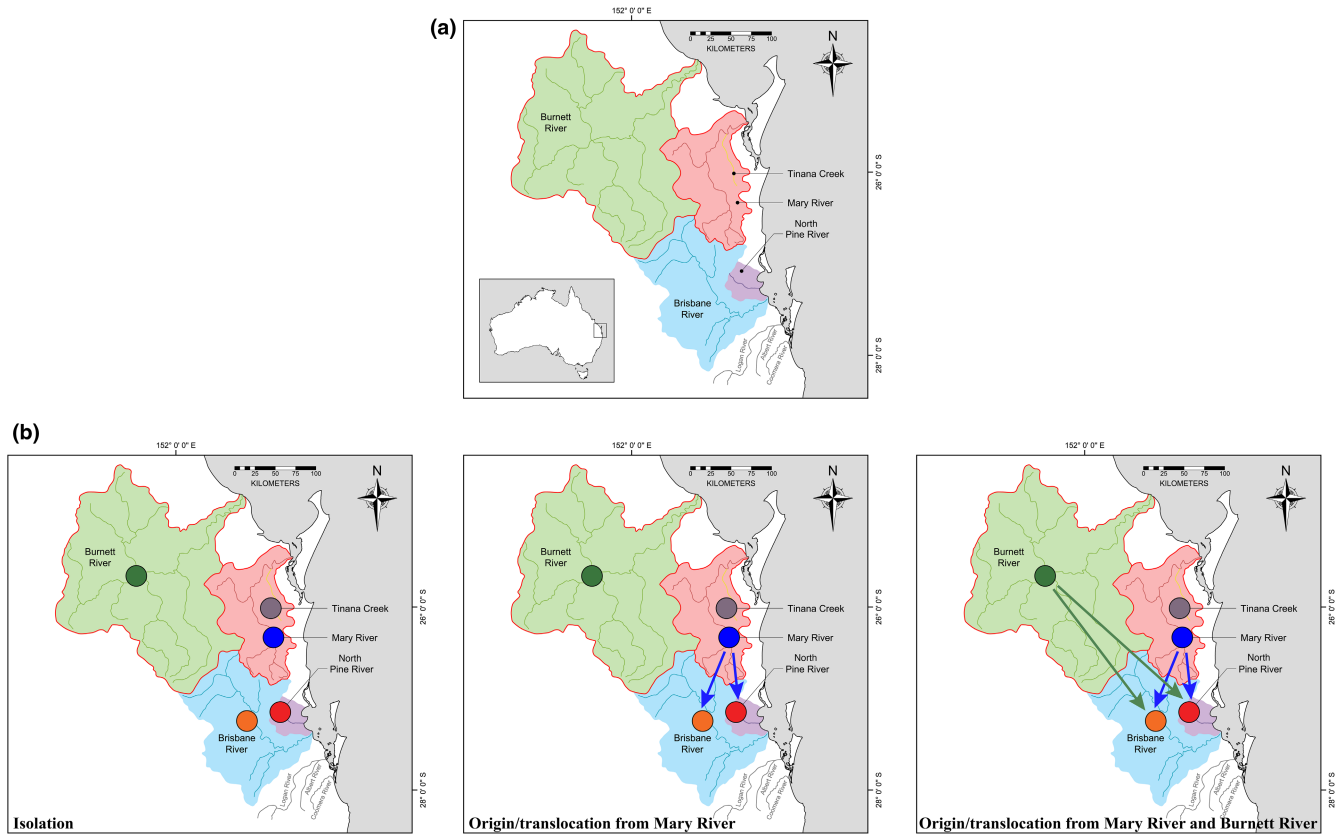 (a)
152° 0' 0" E
0 25 50 75 100
KILOMETERS
N
Burnett
River
26° 0' 0" S
Tinana Creek
Mary River
North
Pine River
Brisbane
River
Logan River
Albert River
Coomera River
28° 0' 0" S
(b)
152° 0' 0" E
0 25 50 75 100
KILOMETERS
N
Burnett
River
Tinana Creek
26° 0' 0" S
Mary River
North
Pine River
Brisbane
River
Logan River
Albert River
Coomera River
28° 0' 0" S
Isolation
152° 0' 0" E
0 25 50 75 100
KILOMETERS
N
Burnett
River
Tinana Creek
26° 0' 0" S
Mary River
North
Pine River
Brisbane
River
Logan River
Albert River
Coomera River
28° 0' 0" S
Origin/translocation from Mary River
152° 0' 0" E
0 25 50 75 100
KILOMETERS
N
Burnett
River
Tinana Creek
26° 0' 0" S
Mary River
North
Pine River
Brisbane
River
Logan River
Albert River
Coomera River
28° 0' 0" S
Origin/translocation from Mary River and Burnett River